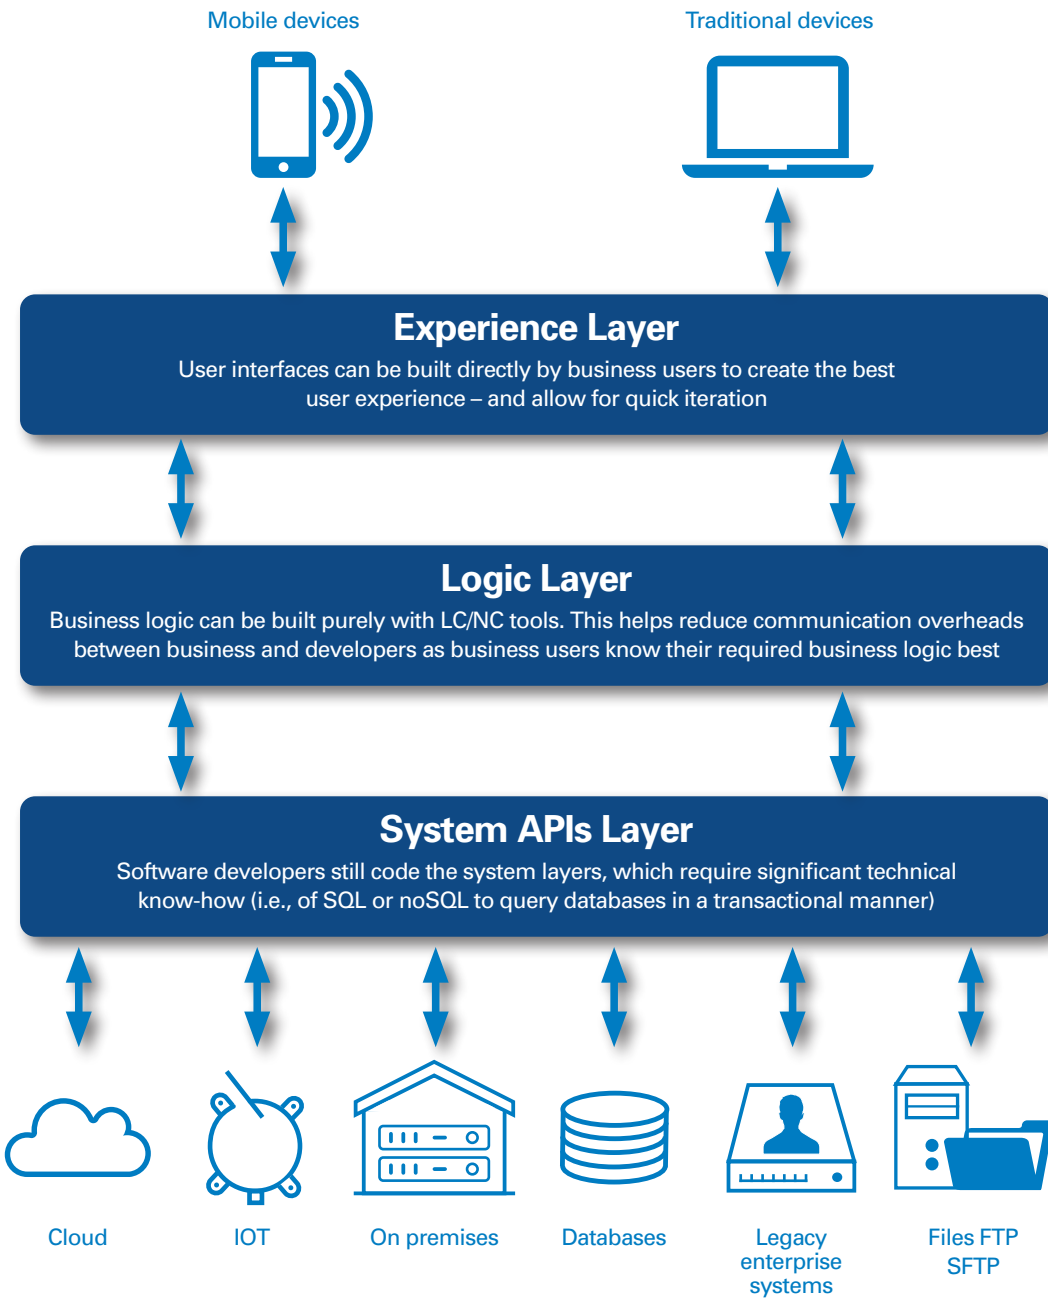 Mobile devices
Traditional devices
Experience Layer
User interfaces can be built directly by business users to create the best
user experience – and allow for quick iteration
Logic Layer
Business logic can be built purely with LC/NC tools. This helps reduce communication overheads
between business and developers as business users know their required business logic best
System APIs Layer
Software developers still code the system layers, which require significant technical
know-how (i.e., of SQL or noSQL to query databases in a transactional manner)
Cloud
IOT
On premises
Databases
Legacy
enterprise
systems
Files FTP
SFTP